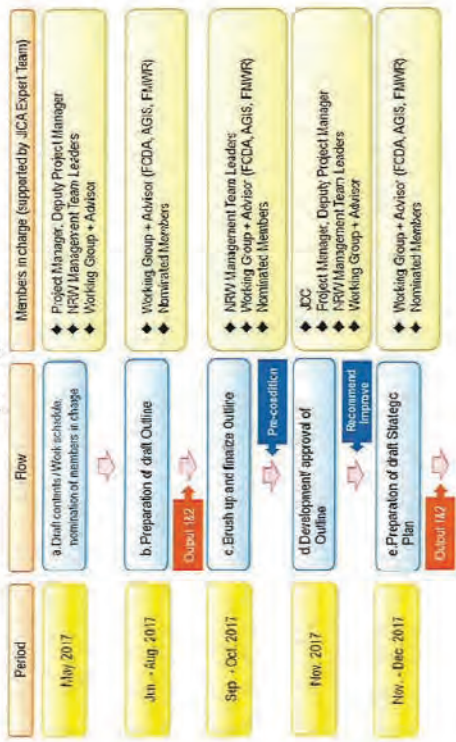 Period
Flow
Members in charge (supported by JICA Expert Team)
May 2017
a. Draft contents / Work schedule,
nomination of members in charge
◆ Project Manager, Deputy Project Manager
◆ NRW Management Team Leaders
◆ Working Group + Advisor
Jun. - Aug. 2017
b. Preparation of draft Outline
◆ Working Group + Advisor (FCDA, AGIS, FMWR)
◆ Nominated Members
Output 1&2
Sep. - Oct. 2017
c. Brush up and finalize Outline
◆ NRW Management Team Leaders
◆ Working Group + Advisor (FCDA, AGIS, FMWR)
◆ Nominated Members
Pre-condition
Nov. 2017
d. Development/ approval of
Outline
◆ JCC
◆ Project Manager, Deputy Project Manager
◆ NRW Management Team Leaders
◆ Working Group + Advisor
Recommend
Improve
Nov. - Dec. 2017
e. Preparation of draft Strategic
Plan
◆ Working Group + Advisor (FCDA, AGIS, FMWR)
◆ Nominated Members
Output 1&2